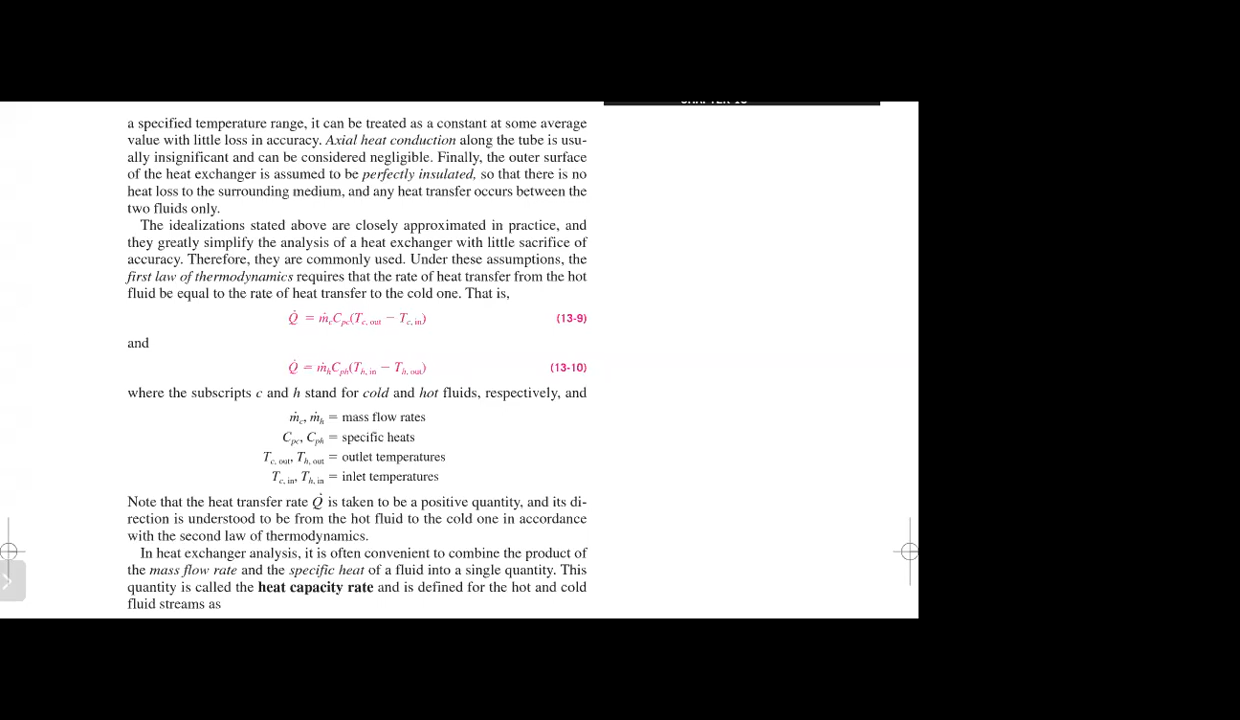 a specified temperature range, it can be treated as a constant at some average
value with little loss in accuracy. Axial heat conduction along the tube is usu-
ally insignificant and can be considered negligible. Finally, the outer surface
of the heat exchanger is assumed to be perfectly insulated, so that there is no
heat loss to the surrounding medium, and any heat transfer occurs between the
two fluids only.
The idealizations stated above are closely approximated in practice, and
they greatly simplify the analysis of a heat exchanger with little sacrifice of
accuracy. Therefore, they are commonly used. Under these assumptions, the
first law of thermodynamics requires that the rate of heat transfer from the hot
fluid be equal to the rate of heat transfer to the cold one. That is,
Q̇ = ṁcCpc(Tc, out − Tc, in) (13-9)
and
Q̇ = ṁhCph(Th, in − Th, out) (13-10)
where the subscripts c and h stand for cold and hot fluids, respectively, and
ṁc, ṁh = mass flow rates
Cpc, Cph = specific heats
Tc, out, Th, out = outlet temperatures
Tc, in, Th, in = inlet temperatures
Note that the heat transfer rate Q̇ is taken to be a positive quantity, and its di-
rection is understood to be from the hot fluid to the cold one in accordance
with the second law of thermodynamics.
In heat exchanger analysis, it is often convenient to combine the product of
the mass flow rate and the specific heat of a fluid into a single quantity. This
quantity is called the heat capacity rate and is defined for the hot and cold
fluid streams as